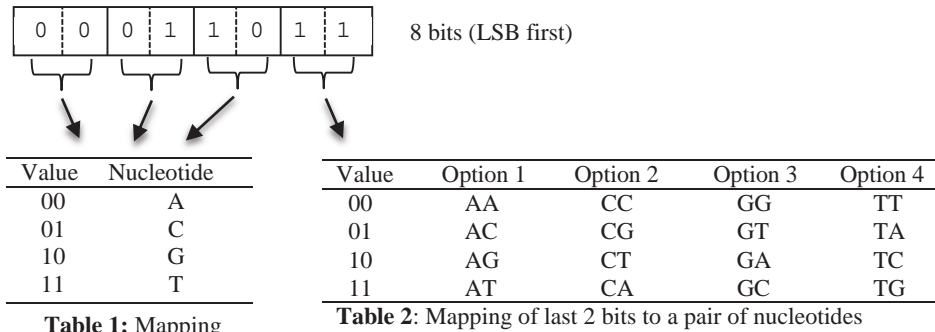 0 0 0 1 1 0 1 1 8 bits (LSB first)
Value Nucleotide
00 A
01 C
10 G
11 T
Table 1: Mapping
Value Option 1 Option 2 Option 3 Option 4
00 AA CC GG TT
01 AC CG GT TA
10 AG CT GA TC
11 AT CA GC TG
Table 2: Mapping of last 2 bits to a pair of nucleotides